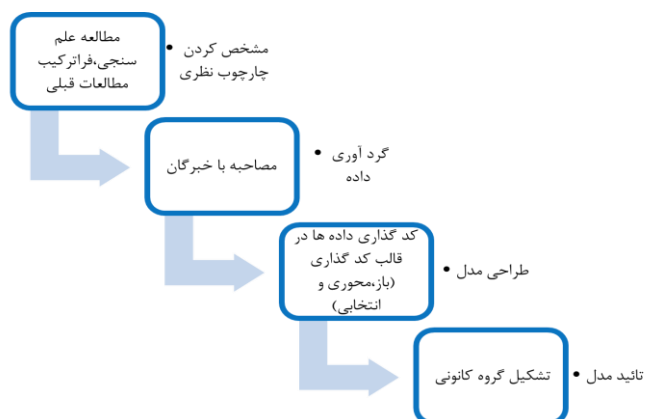 مطالعه علم
سنجی،فراترکیب
مطالعات قبلی
• مشخص کردن
چارچوب نظری
مصاحبه با خبرگان
• گرد آوری
داده
کد گذاری داده ها در
قالب کد گذاری
(باز،محوری و
انتخابی)
• طراحی مدل
تشکیل گروه کانونی
• تائید مدل